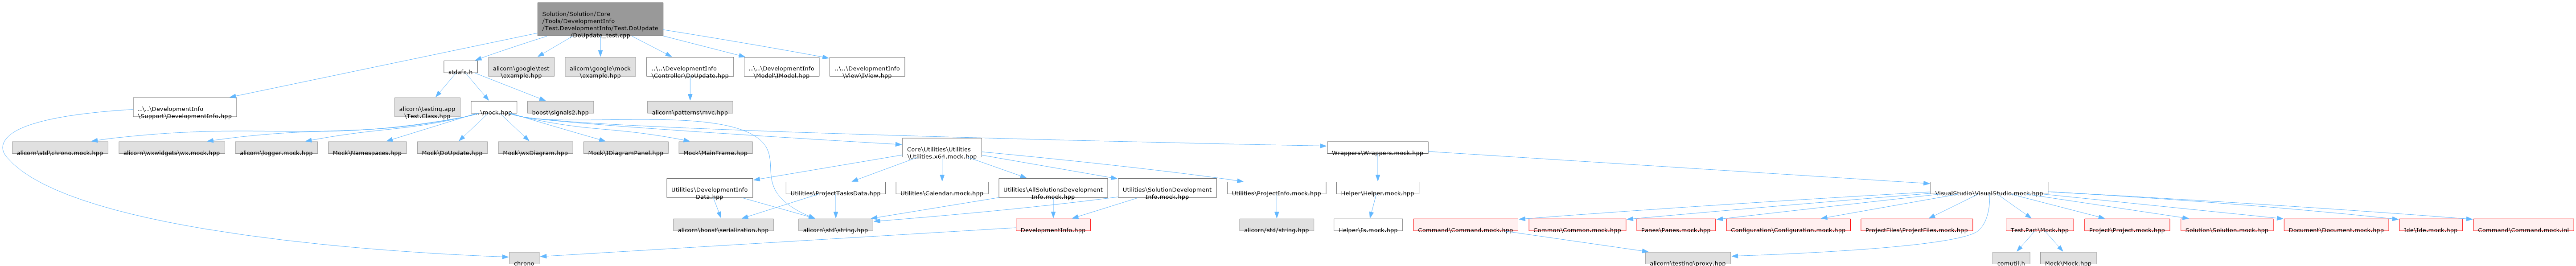 Solution/Solution/Core
/Tools/DevelopmentInfo
/Test.DevelopmentInfo/Test.DoUpdate
/DoUpdate_test.cpp
stdafx.h
alicorn\google\test
\example.hpp
alicorn\google\mock
\example.hpp
..\..\DevelopmentInfo
\Controller\DoUpdate.hpp
..\..\DevelopmentInfo
\Model\IModel.hpp
..\..\DevelopmentInfo
\View\IView.hpp
..\..\DevelopmentInfo
\Support\DevelopmentInfo.hpp
alicorn\testing.app
\Test.Class.hpp
..\mock.hpp
boost\signals2.hpp
alicorn\patterns\mvc.hpp
alicorn\std\chrono.mock.hpp
alicorn\wxwidgets\wx.mock.hpp
alicorn\logger.mock.hpp
Mock\Namespaces.hpp
Mock\DoUpdate.hpp
Mock\wxDiagram.hpp
Mock\IDiagramPanel.hpp
Mock\MainFrame.hpp
Core\Utilities\Utilities
\Utilities.x64.mock.hpp
Wrappers\Wrappers.mock.hpp
Utilities\DevelopmentInfo
Data.hpp
Utilities\ProjectTasksData.hpp
Utilities\Calendar.mock.hpp
Utilities\AllSolutionsDevelopment
Info.mock.hpp
Utilities\SolutionDevelopment
Info.mock.hpp
Utilities\ProjectInfo.mock.hpp
Helper\Helper.mock.hpp
VisualStudio\VisualStudio.mock.hpp
alicorn\boost\serialization.hpp
alicorn\std\string.hpp
DevelopmentInfo.hpp
alicorn/std/string.hpp
Helper\Is.mock.hpp
Command\Command.mock.hpp
Common\Common.mock.hpp
Panes\Panes.mock.hpp
Configuration\Configuration.mock.hpp
ProjectFiles\ProjectFiles.mock.hpp
Test.Part\Mock.hpp
Project\Project.mock.hpp
Solution\Solution.mock.hpp
Document\Document.mock.hpp
Ide\Ide.mock.hpp
Command\Command.mock.inl
chrono
alicorn\testing\proxy.hpp
comutil.h
Mock\Mock.hpp